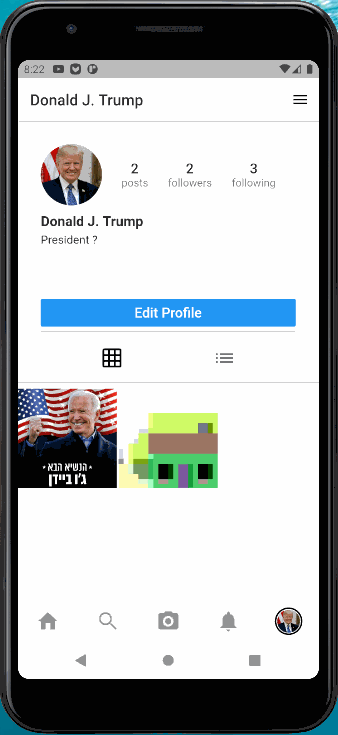 8:22
Donald J. Trump
2 2 3
posts followers following
Donald J. Trump
President ?
Edit Profile
• הנשיא הבא •
ג'ו ביידן